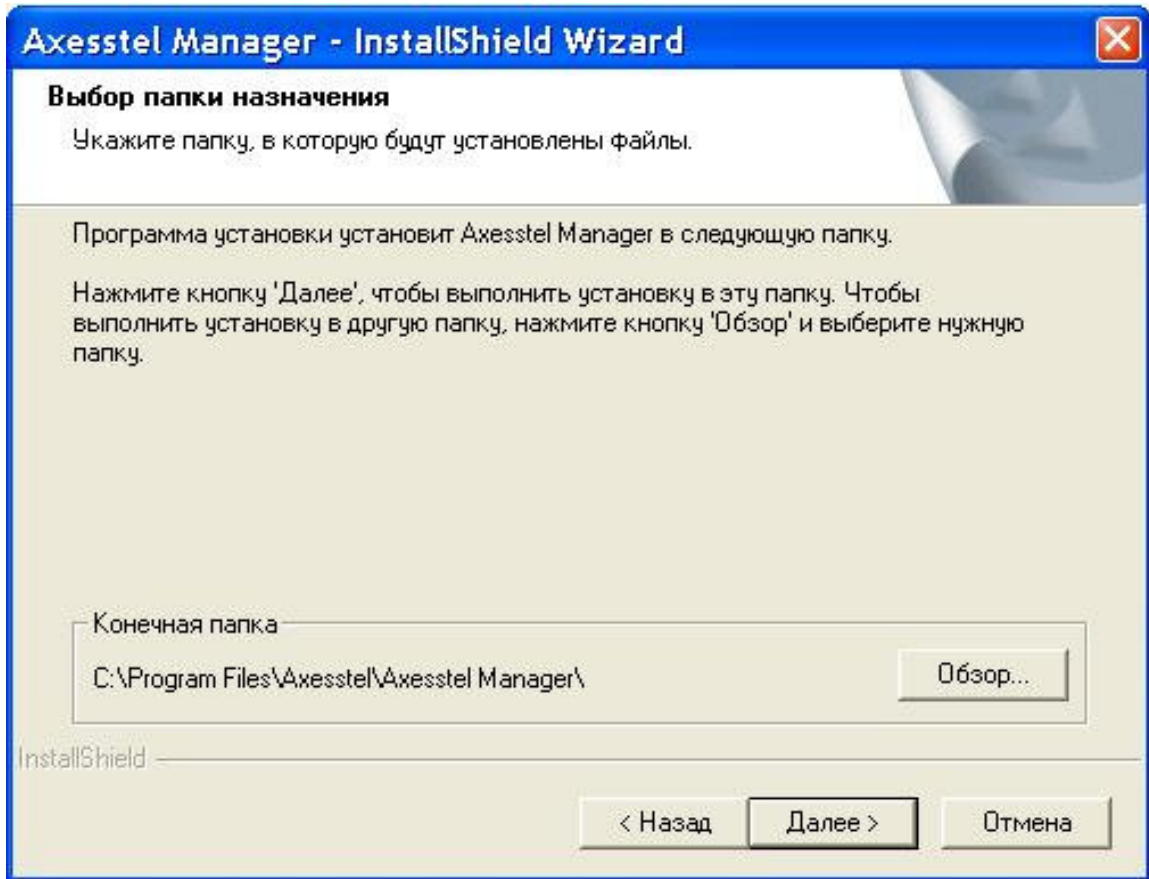 Axesstel Manager - InstallShield Wizard
Выбор папки назначения
Укажите папку, в которую будут установлены файлы.
Программа установки установит Axesstel Manager в следующую папку.
Нажмите кнопку 'Далее', чтобы выполнить установку в эту папку. Чтобы
выполнить установку в другую папку, нажмите кнопку 'Обзор' и выберите нужную
папку.
Конечная папка
C:\Program Files\Axesstel\Axesstel Manager\
Обзор...
InstallShield
< Назад
Далее >
Отмена